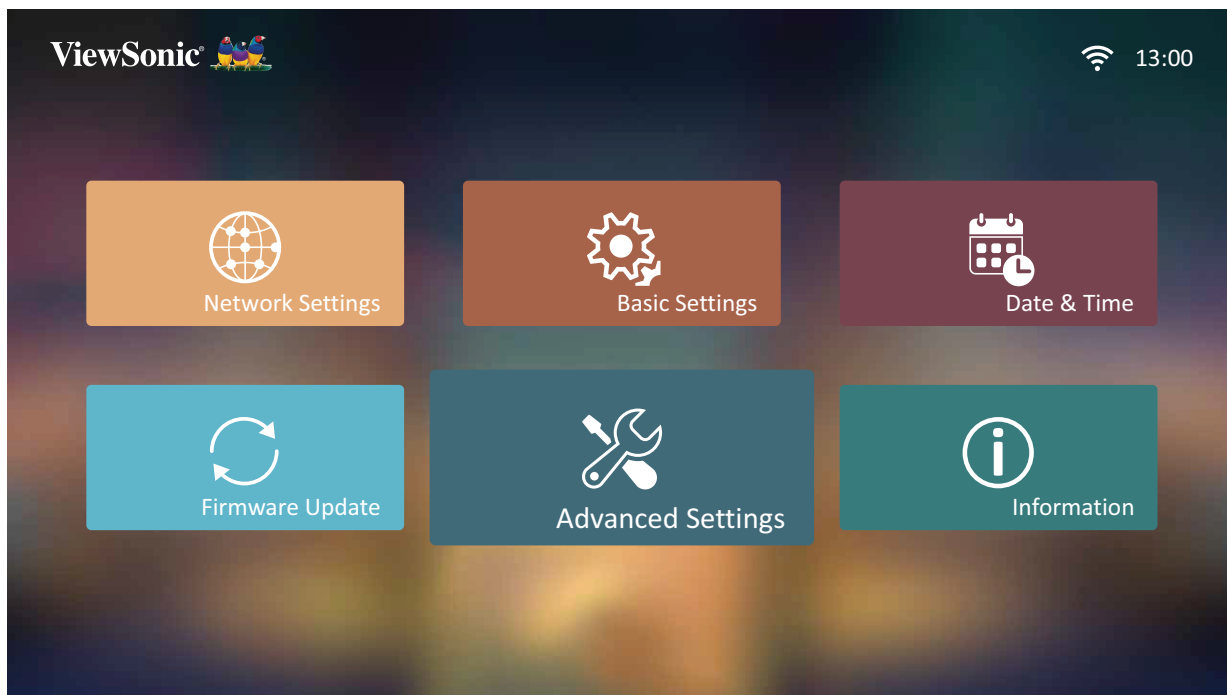 ViewSonic®
13:00
Network Settings
Basic Settings
Date & Time
Firmware Update
Advanced Settings
Information